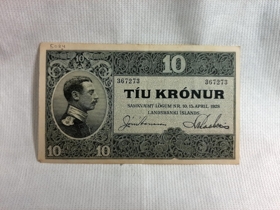 10
367273 367273
TÍU KRÓNUR
SAMKVÆMT LÖGUM NR. 10, 15. APRÍL 1928
LANDSBANKI ÍSLANDS
10 10